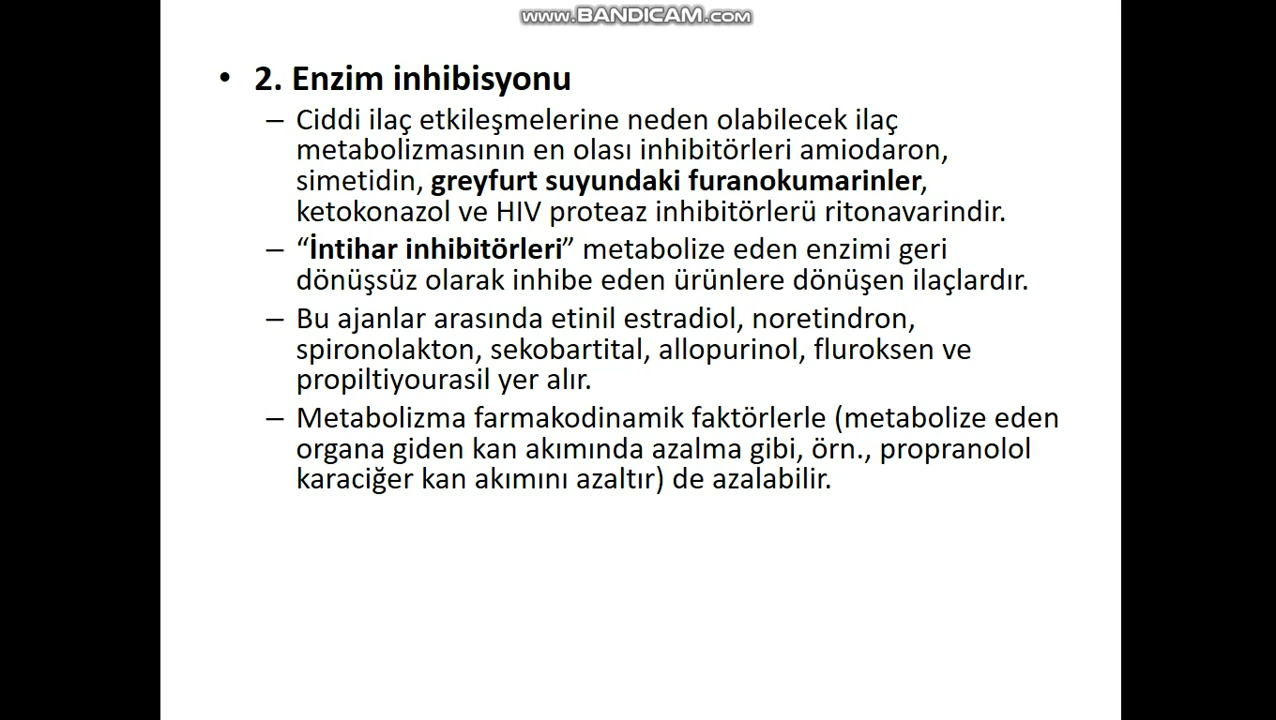 www.BANDICAM.com
• 2. Enzim inhibisyonu
– Ciddi ilaç etkileşmelerine neden olabilecek ilaç
metabolizmasının en olası inhibitörleri amiodaron,
simetidin, greyfurt suyundaki furanokumarinler,
ketokonazol ve HIV proteaz inhibitörlerü ritonavarindir.
– “İntihar inhibitörleri” metabolize eden enzimi geri
dönüşsüz olarak inhibe eden ürünlere dönüşen ilaçlardır.
– Bu ajanlar arasında etinil estradiol, noretindron,
spironolakton, sekobartital, allopurinol, fluroksen ve
propiltiyourasil yer alır.
– Metabolizma farmakodinamik faktörlerle (metabolize eden
organa giden kan akımında azalma gibi, örn., propranolol
karaciğer kan akımını azaltır) de azalabilir.